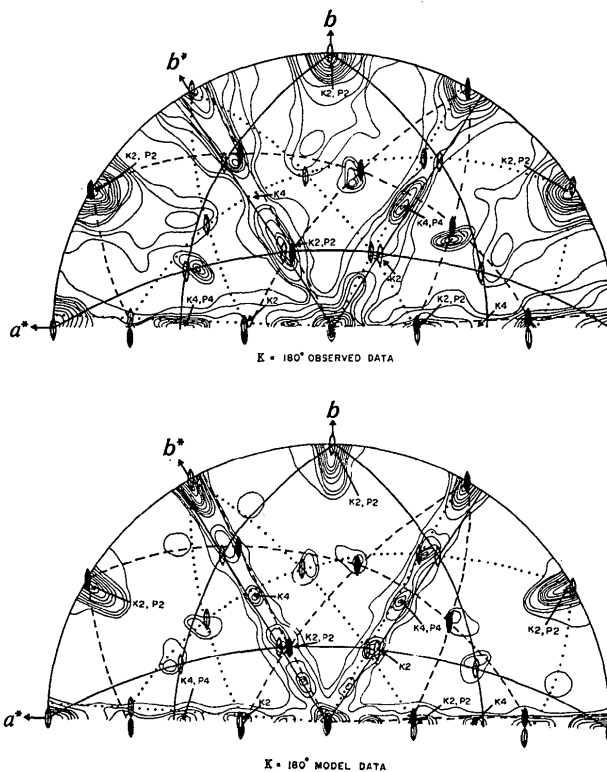 b
b*
K2, P2
K2, P2
K2, P2
K4
K4, P4
K2, P2
K2
K4, P4
K2
K2, P2
K4
a*
K = 180° OBSERVED DATA
b
b*
K2, P2
K2, P2
K2, P2
K4
K4, P4
K2, P2
K2
K4, P4
K2
K2, P2
K4
a*
K = 180° MODEL DATA